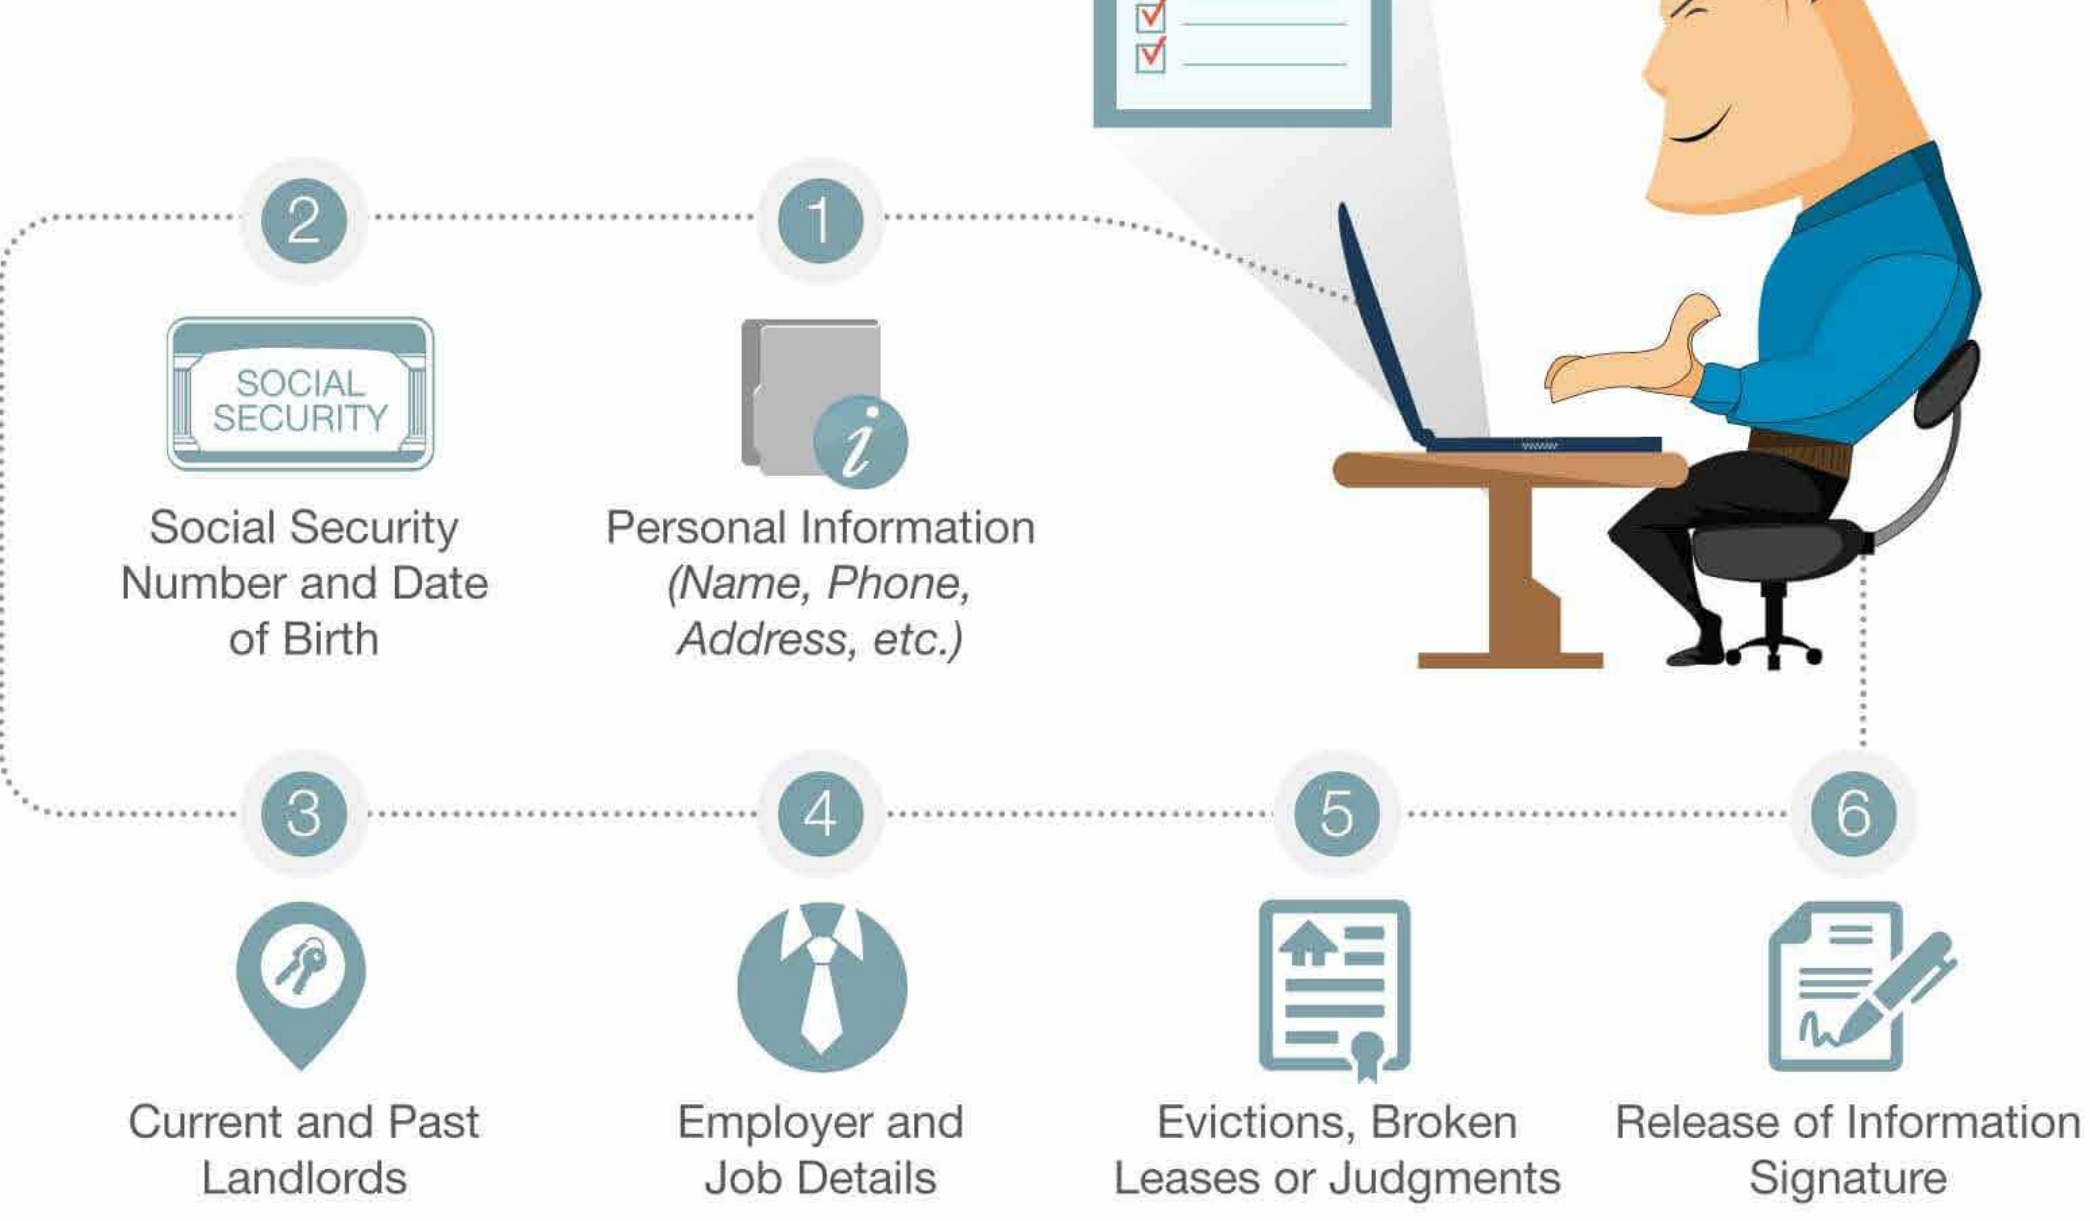 2
1
SOCIAL
SECURITY
i
Social Security
Number and Date
of Birth
Personal Information
(Name, Phone,
Address, etc.)
3
4
5
6
Current and Past
Landlords
Employer and
Job Details
Evictions, Broken
Leases or Judgments
Release of Information
Signature